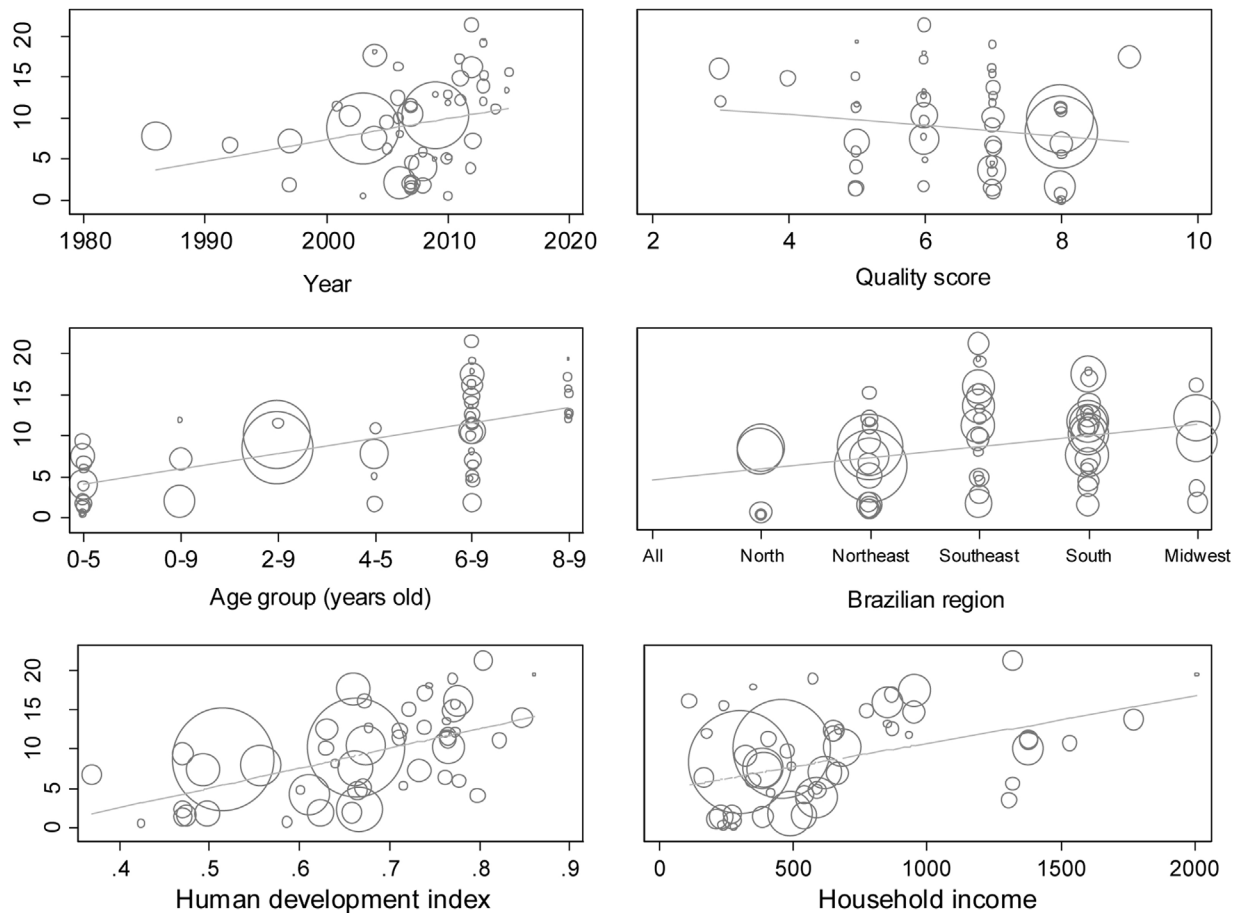 20
15
10
5
0
1980 1990 2000 2010 2020
Year
2 4 6 8 10
Quality score
20
15
10
5
0
0-5 0-9 2-9 4-5 6-9 8-9
Age group (years old)
All North Northeast Southeast South Midwest
Brazilian region
20
15
10
5
0
.4 .5 .6 .7 .8 .9
Human development index
0 500 1000 1500 2000
Household income